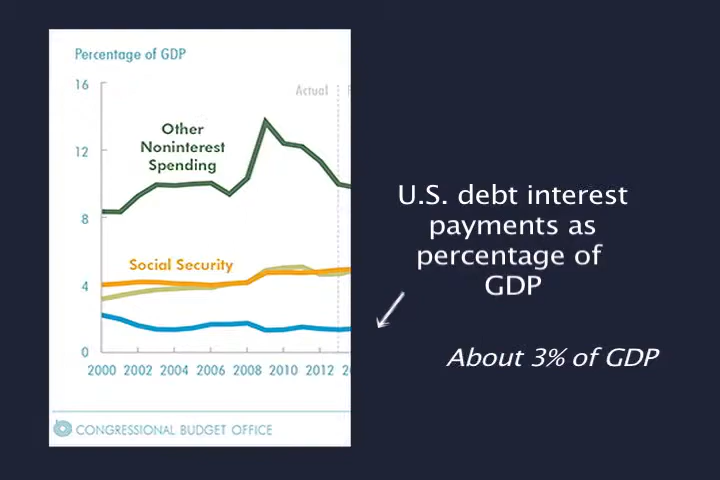 Percentage of GDP
16
Actual
Other
Noninterest
Spending
12
8
Social Security
4
0
2000 2002 2004 2006 2008 2010 2012
CONGRESSIONAL BUDGET OFFICE
U.S. debt interest
payments as
percentage of
GDP
About 3% of GDP